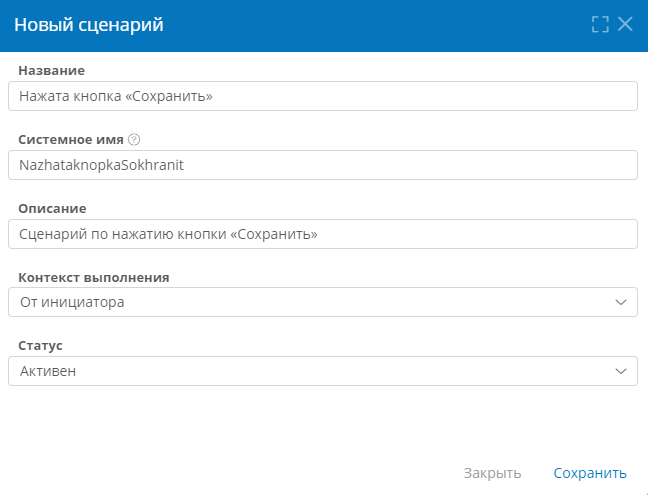 Новый сценарий
Название
Нажата кнопка «Сохранить»
Системное имя ?
NazhataknopkaSokhranit
Описание
Сценарий по нажатию кнопки «Сохранить»
Контекст выполнения
От инициатора
Статус
Активен
Закрыть Сохранить